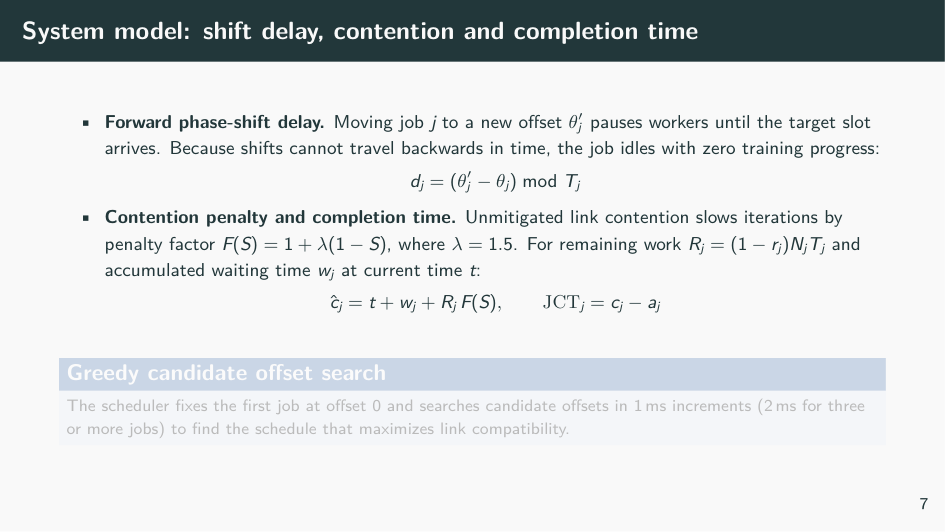 System model: shift delay, contention and completion time
▪ Forward phase-shift delay. Moving job j to a new offset θ′ⱼ pauses workers until the target slot
arrives. Because shifts cannot travel backwards in time, the job idles with zero training progress:
dⱼ = (θ′ⱼ − θⱼ) mod Tⱼ
▪ Contention penalty and completion time. Unmitigated link contention slows iterations by
penalty factor F(S) = 1 + λ(1 − S), where λ = 1.5. For remaining work Rⱼ = (1 − rⱼ)NⱼTⱼ and
accumulated waiting time wⱼ at current time t:
ĉⱼ = t + wⱼ + Rⱼ F(S), JCTⱼ = cⱼ − aⱼ
Greedy candidate offset search
The scheduler fixes the first job at offset 0 and searches candidate offsets in 1 ms increments (2 ms for three
or more jobs) to find the schedule that maximizes link compatibility.
7